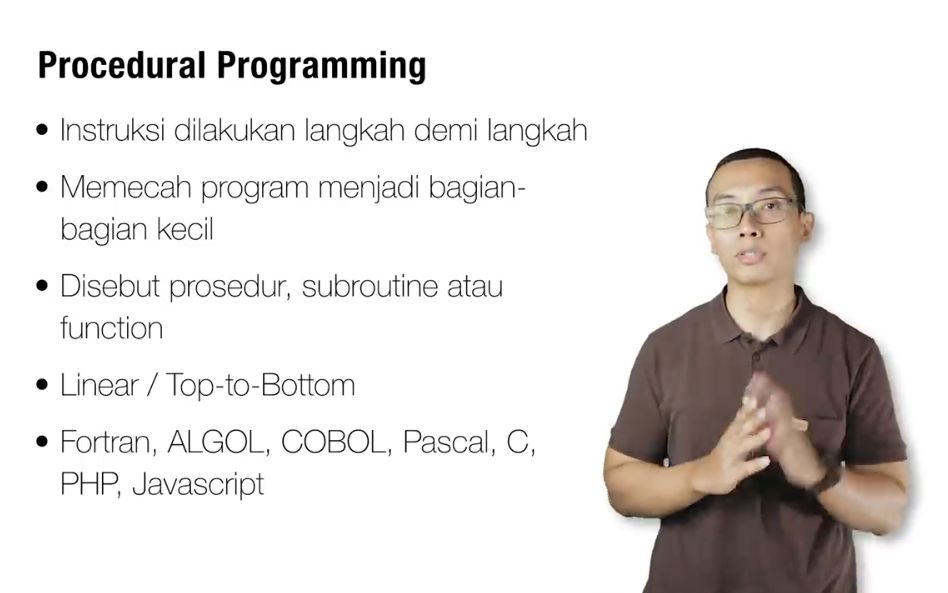 Procedural Programming
• Instruksi dilakukan langkah demi langkah
• Memecah program menjadi bagian-
bagian kecil
• Disebut prosedur, subroutine atau
function
• Linear / Top-to-Bottom
• Fortran, ALGOL, COBOL, Pascal, C,
PHP, Javascript